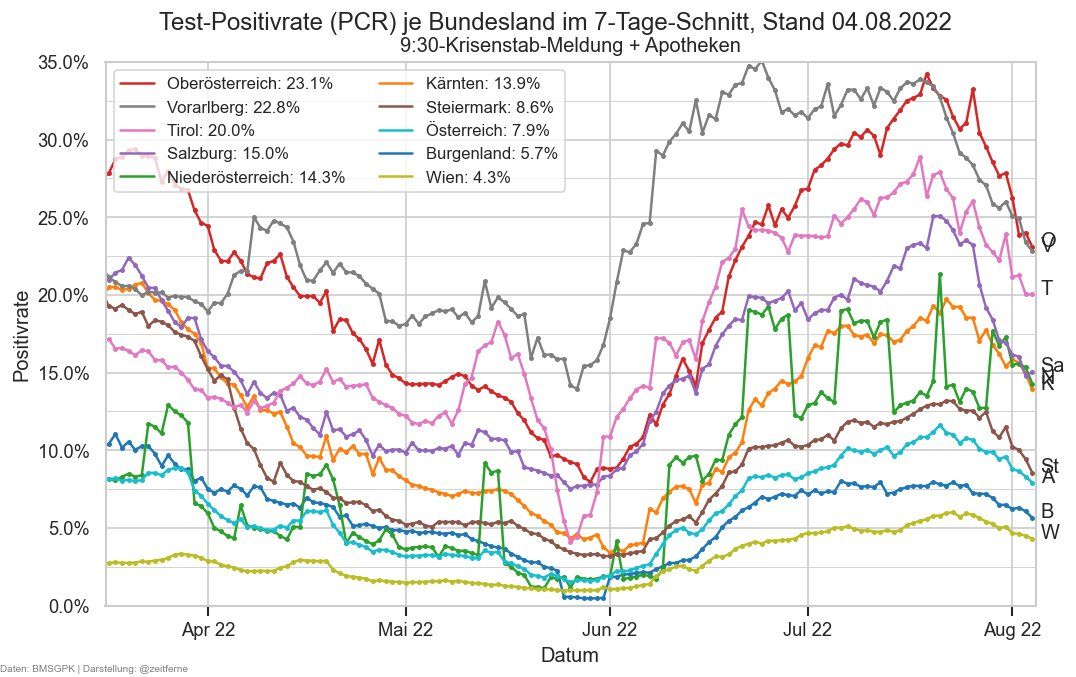 Test-Positivrate (PCR) je Bundesland im 7-Tage-Schnitt, Stand 04.08.2022
9:30-Krisenstab-Meldung + Apotheken
35.0%
30.0%
25.0%
20.0%
15.0%
10.0%
5.0%
0.0%
Positivrate
Oberösterreich: 23.1%
Vorarlberg: 22.8%
Tirol: 20.0%
Salzburg: 15.0%
Niederösterreich: 14.3%
Kärnten: 13.9%
Steiermark: 8.6%
Österreich: 7.9%
Burgenland: 5.7%
Wien: 4.3%
O
V
T
Sa
N
K
St
A
B
W
Apr 22
Mai 22
Jun 22
Jul 22
Aug 22
Datum
Daten: BMSGPK | Darstellung: @zeitferne